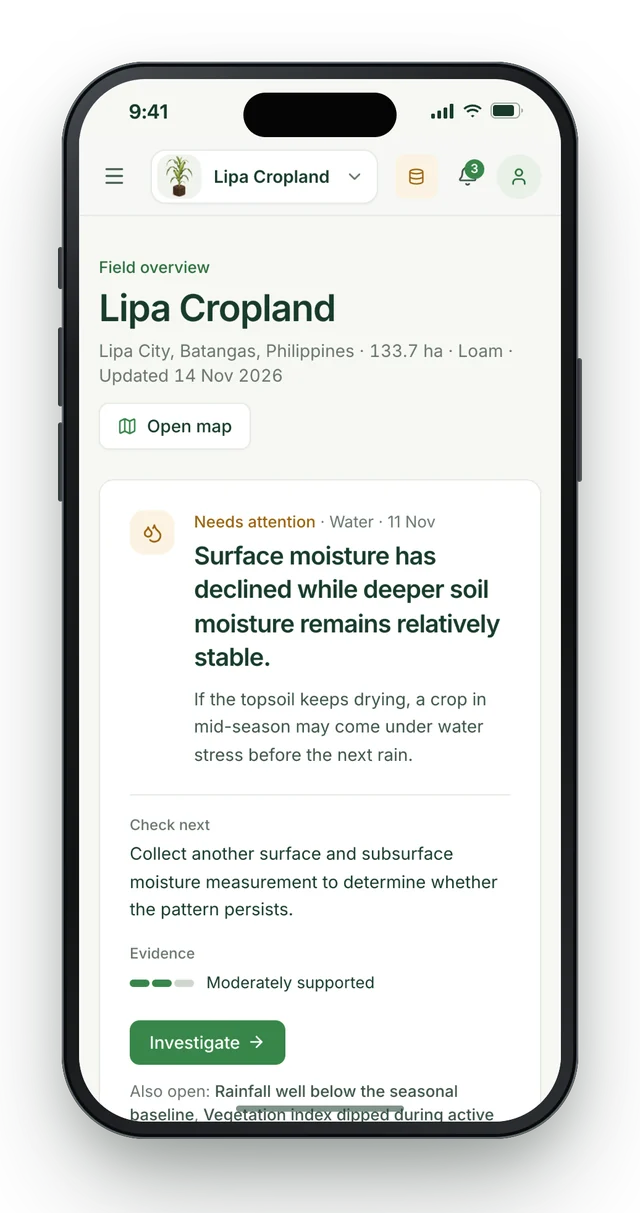 9:41
Lipa Cropland
3
Field overview
Lipa Cropland
Lipa City, Batangas, Philippines · 133.7 ha · Loam ·
Updated 14 Nov 2026
Open map
Needs attention · Water · 11 Nov
Surface moisture has
declined while deeper soil
moisture remains relatively
stable.
If the topsoil keeps drying, a crop in
mid-season may come under water
stress before the next rain.
Check next
Collect another surface and subsurface
moisture measurement to determine whether
the pattern persists.
Evidence
Moderately supported
Investigate →
Also open: Rainfall well below the seasonal
baseline, Vegetation index dipped during active